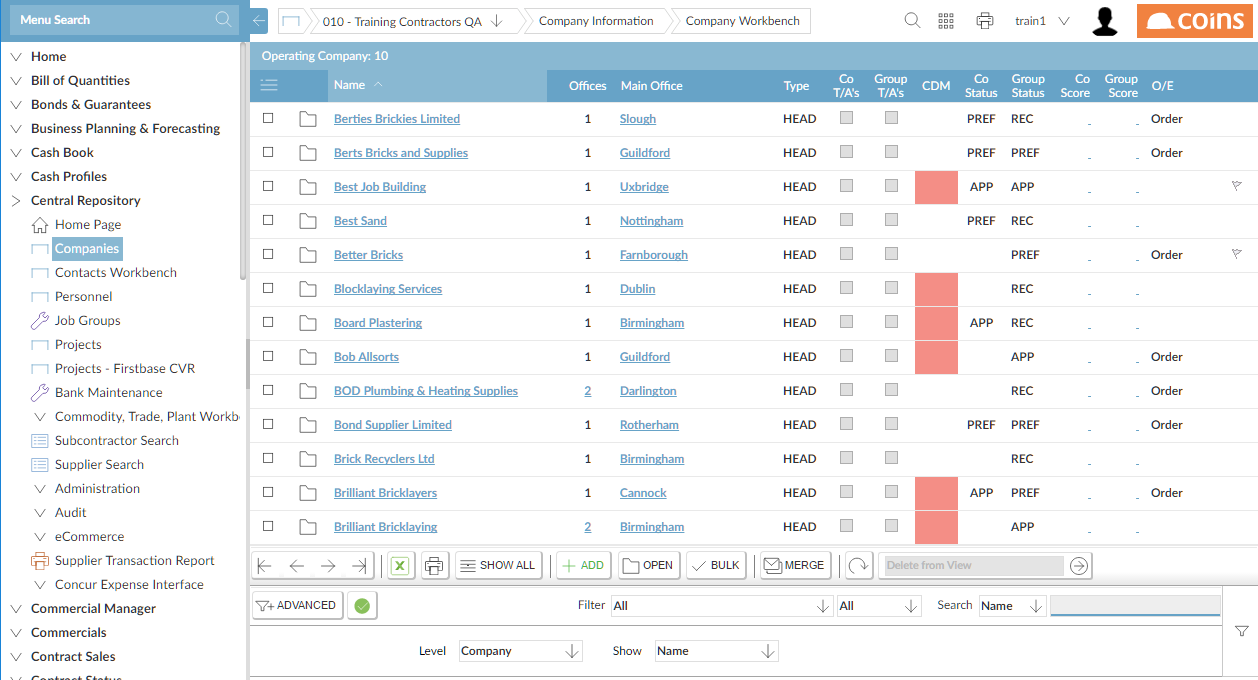 Menu Search
010 - Training Contractors QA
Company Information
Company Workbench
train1
coins
Home
Bill of Quantities
Bonds & Guarantees
Business Planning & Forecasting
Cash Book
Cash Profiles
Central Repository
Home Page
Companies
Contacts Workbench
Personnel
Job Groups
Projects
Projects - Firstbase CVR
Bank Maintenance
Commodity, Trade, Plant Workb
Subcontractor Search
Supplier Search
Administration
Audit
eCommerce
Supplier Transaction Report
Concur Expense Interface
Commercial Manager
Commercials
Contract Sales
Contract Status
Operating Company: 10
Name Offices Main Office Type Co T/A's Group T/A's CDM Co Status Group Status Co Score Group Score O/E
Berties Brickies Limited 1 Slough HEAD PREF REC - - Order
Berts Bricks and Supplies 1 Guildford HEAD PREF PREF - - Order
Best Job Building 1 Uxbridge HEAD APP APP - -
Best Sand 1 Nottingham HEAD PREF REC - -
Better Bricks 1 Farnborough HEAD PREF - - Order
Blocklaying Services 1 Dublin HEAD REC - -
Board Plastering 1 Birmingham HEAD APP REC - -
Bob Allsorts 1 Guildford HEAD APP - - Order
BOD Plumbing & Heating Supplies 2 Darlington HEAD REC - - Order
Bond Supplier Limited 1 Rotherham HEAD PREF PREF - - Order
Brick Recyclers Ltd 1 Birmingham HEAD REC - -
Brilliant Bricklayers 1 Cannock HEAD APP PREF - - Order
Brilliant Bricklaying 2 Birmingham HEAD APP - -
SHOW ALL
ADD
OPEN
BULK
MERGE
Delete from View
ADVANCED
Filter All All Search Name
Level Company Show Name